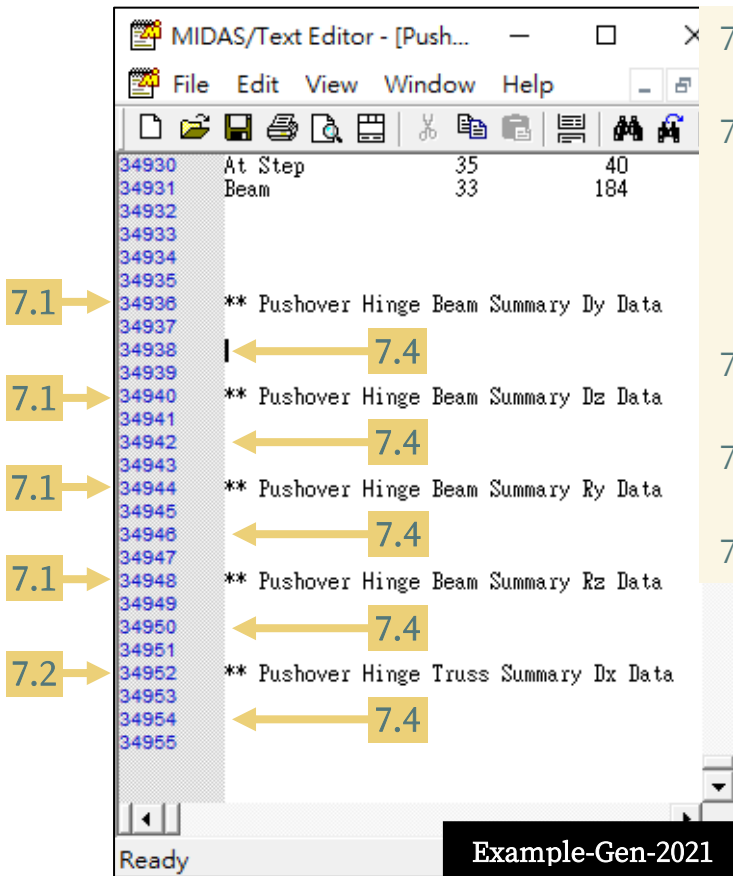 MIDAS/Text Editor - [Push...
7
File Edit View Window Help
7
34930 At Step 35 40
34931 Beam 33 184
34932
34933
34934
34935
7.1 34936 ** Pushover Hinge Beam Summary Dy Data
34937
34938 7.4
7
34939
7.1 34940 ** Pushover Hinge Beam Summary Dz Data
34941
34942 7.4
7
34943
7.1 34944 ** Pushover Hinge Beam Summary Ry Data
34945
34946 7.4
7
34947
7.1 34948 ** Pushover Hinge Beam Summary Rz Data
34949
34950 7.4
34951
7.2 34952 ** Pushover Hinge Truss Summary Dx Data
34953
34954 7.4
34955
Ready
Example-Gen-2021